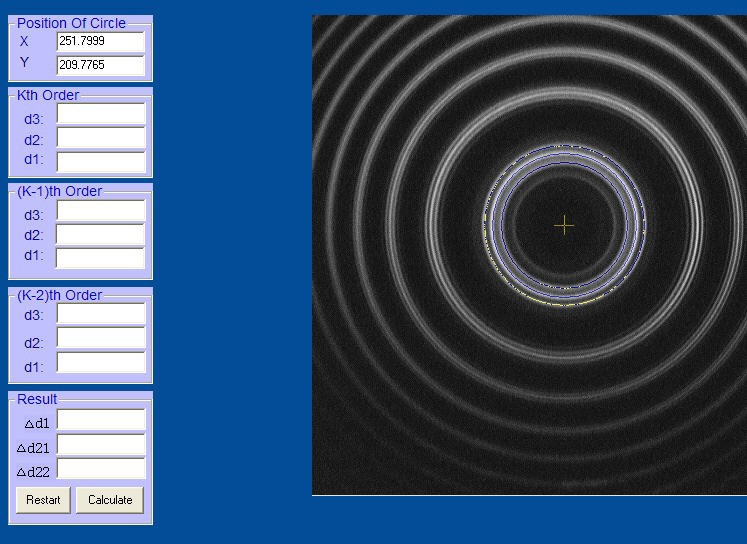 Position Of Circle
X 251.7999
Y 209.7765
Kth Order
d3:
d2:
d1:
(K-1)th Order
d3:
d2:
d1:
(K-2)th Order
d3:
d2:
d1:
Result
△d1
△d21
△d22
Restart Calculate